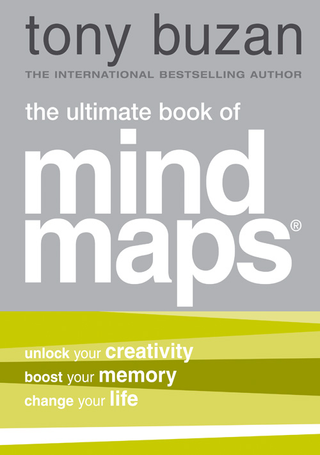 tony buzan
THE INTERNATIONAL BESTSELLING AUTHOR
the ultimate book of
mind
maps®
unlock your creativity
boost your memory
change your life